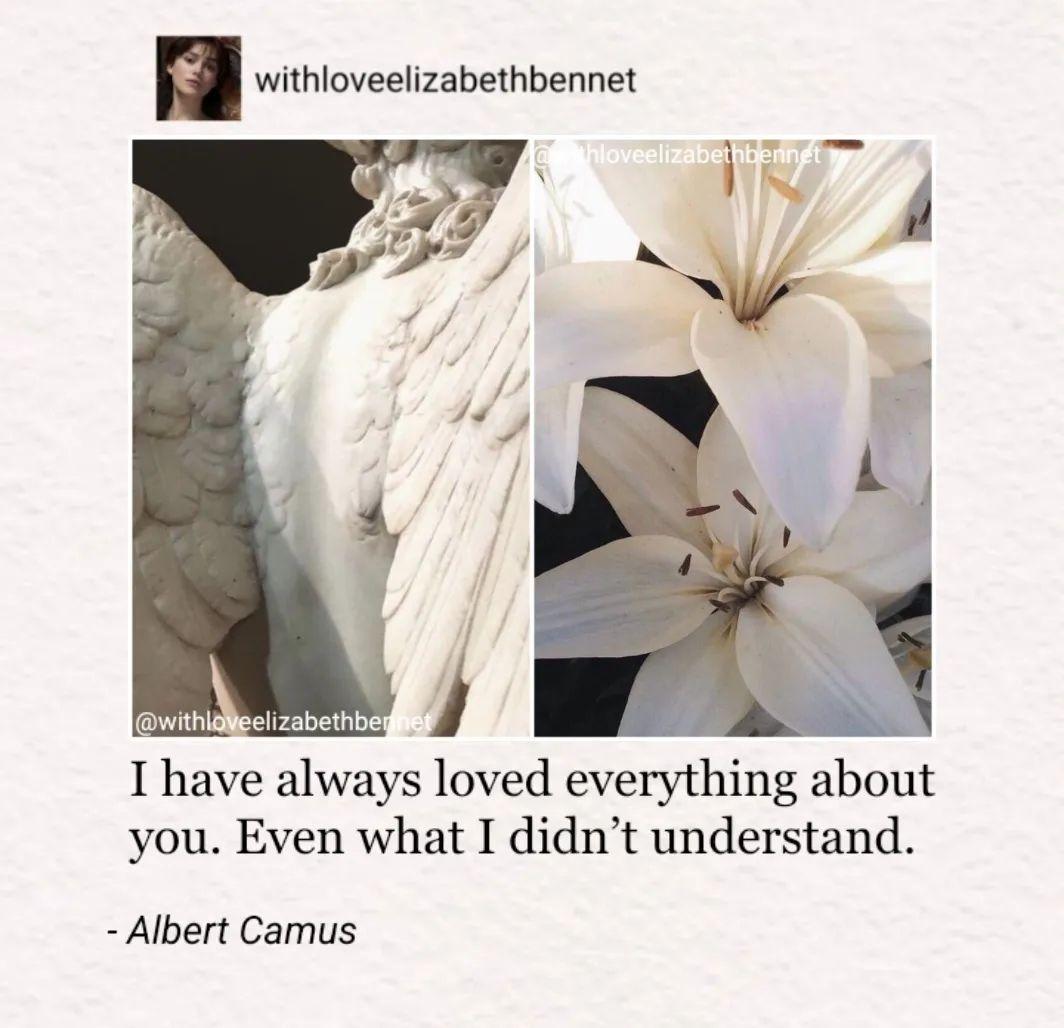 withloveelizabethbennet
@withloveelizabethbennet
@withloveelizabethbennet
I have always loved everything about
you. Even what I didn’t understand.
- Albert Camus